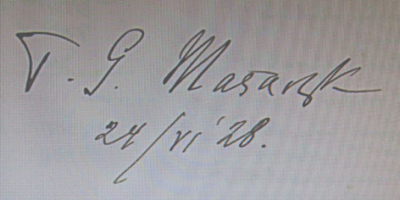 T. G. Masaryk
24/VI '28.